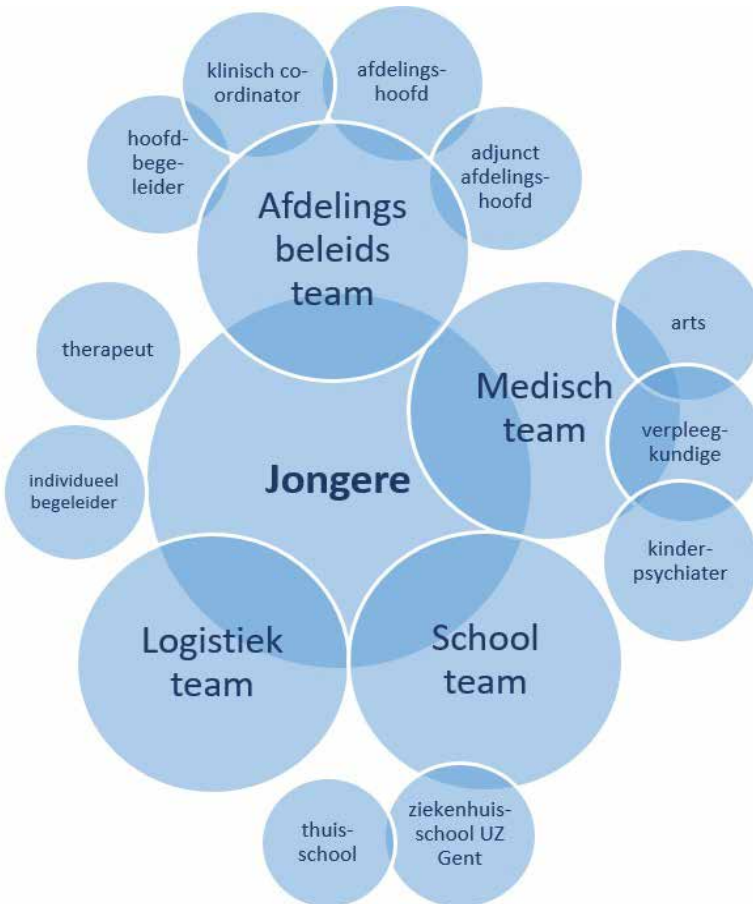 klinisch co-
ordinator
afdelings-
hoofd
hoofd-
bege-
leider
adjunct
afdelings-
hoofd
Afdelings
beleids
team
arts
therapeut
Medisch
team
verpleeg-
kundige
Jongere
individueel
begeleider
kinder-
psychiater
Logistiek
team
School
team
thuis-
school
ziekenhuis-
school UZ
Gent